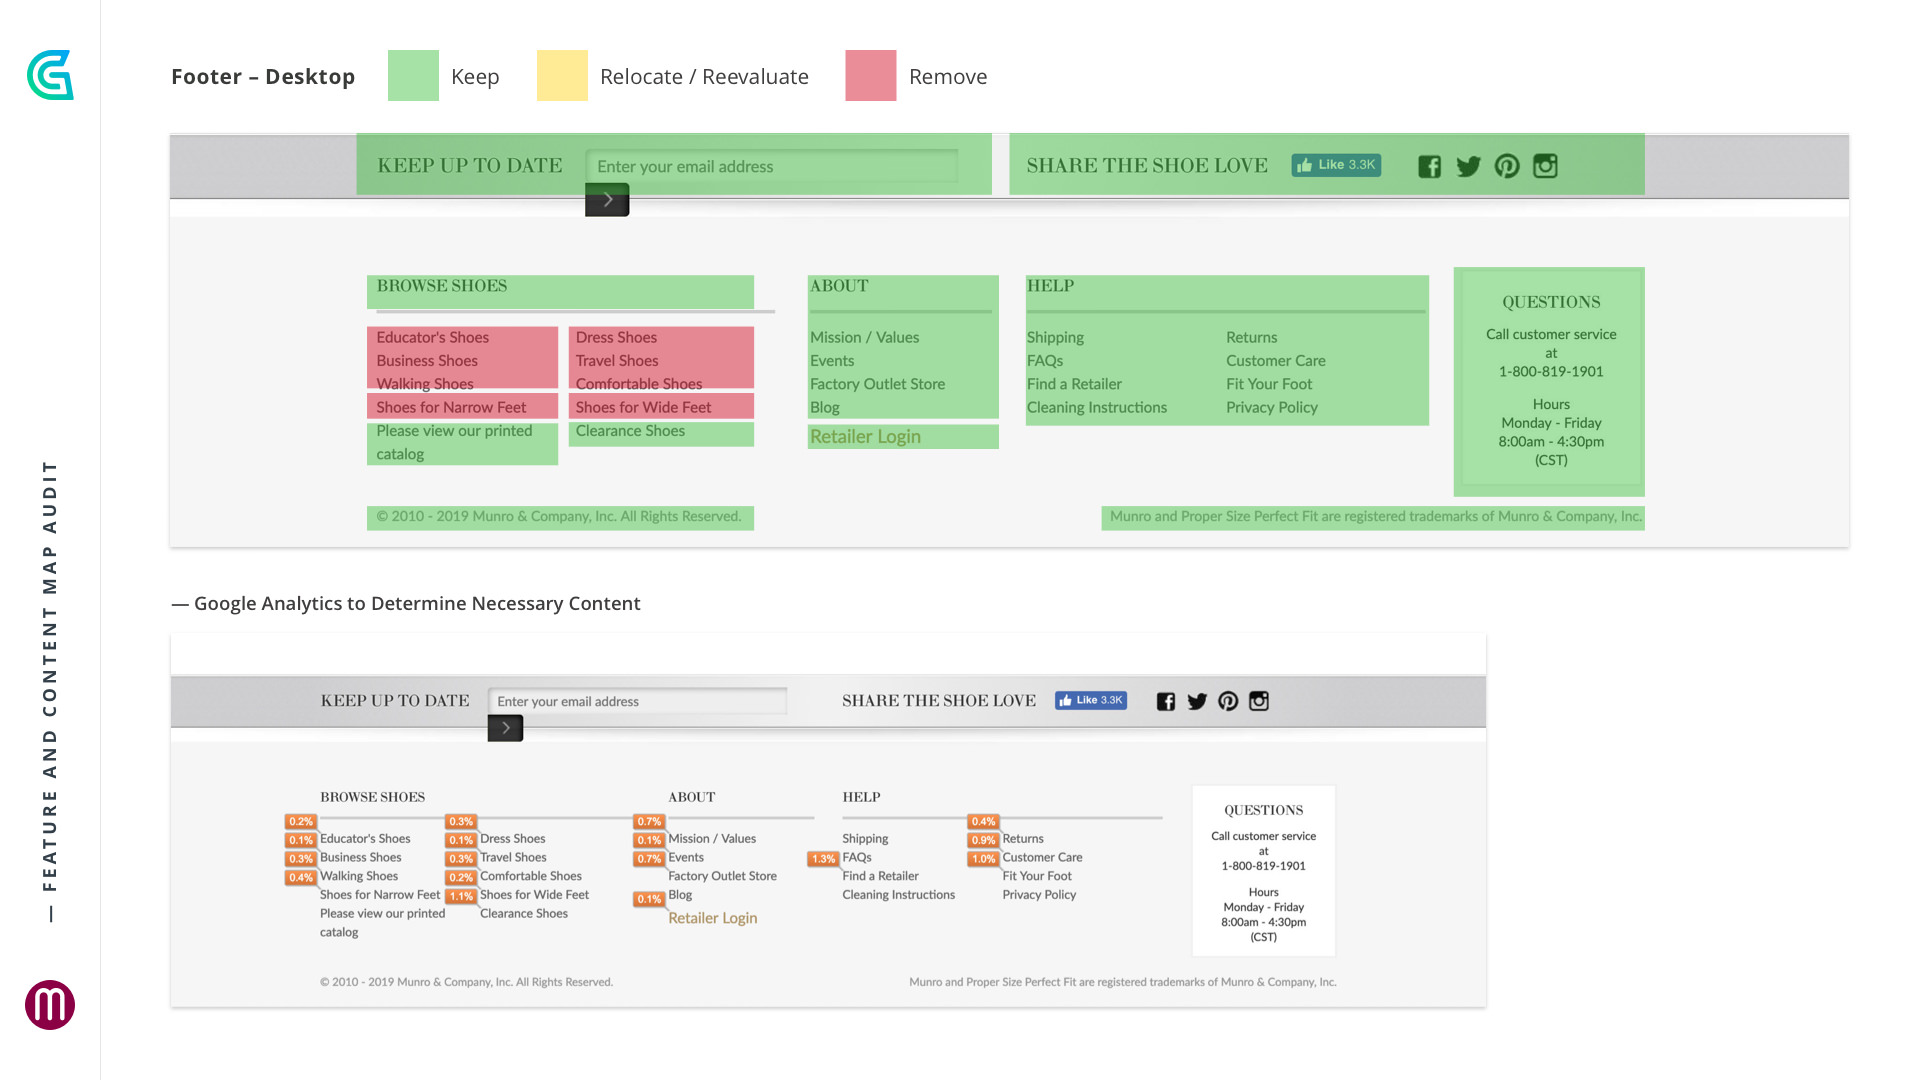 Footer – Desktop
Keep
Relocate / Reevaluate
Remove
KEEP UP TO DATE
Enter your email address
SHARE THE SHOE LOVE
Like 3.3K
BROWSE SHOES
Educator's Shoes
Business Shoes
Walking Shoes
Shoes for Narrow Feet
Please view our printed
catalog
Dress Shoes
Travel Shoes
Comfortable Shoes
Shoes for Wide Feet
Clearance Shoes
ABOUT
Mission / Values
Events
Factory Outlet Store
Blog
Retailer Login
HELP
Shipping
FAQs
Find a Retailer
Cleaning Instructions
Returns
Customer Care
Fit Your Foot
Privacy Policy
QUESTIONS
Call customer service
at
1-800-819-1901
Hours
Monday - Friday
8:00am - 4:30pm
(CST)
© 2010 - 2019 Munro & Company, Inc. All Rights Reserved.
Munro and Proper Size Perfect Fit are registered trademarks of Munro & Company, Inc.
— Google Analytics to Determine Necessary Content
KEEP UP TO DATE
Enter your email address
SHARE THE SHOE LOVE
Like 3.3K
BROWSE SHOES
0.2%
0.1% Educator's Shoes
0.3% Business Shoes
0.4% Walking Shoes
Shoes for Narrow Feet
Please view our printed
catalog
0.3%
0.1% Dress Shoes
0.3% Travel Shoes
0.2% Comfortable Shoes
1.1% Shoes for Wide Feet
Clearance Shoes
ABOUT
0.7%
0.1% Mission / Values
0.7% Events
Factory Outlet Store
0.1% Blog
Retailer Login
HELP
Shipping
1.3% FAQs
Find a Retailer
Cleaning Instructions
0.4%
0.9% Returns
1.0% Customer Care
Fit Your Foot
Privacy Policy
QUESTIONS
Call customer service
at
1-800-819-1901
Hours
Monday - Friday
8:00am - 4:30pm
(CST)
© 2010 - 2019 Munro & Company, Inc. All Rights Reserved.
Munro and Proper Size Perfect Fit are registered trademarks of Munro & Company, Inc.
— FEATURE AND CONTENT MAP AUDIT